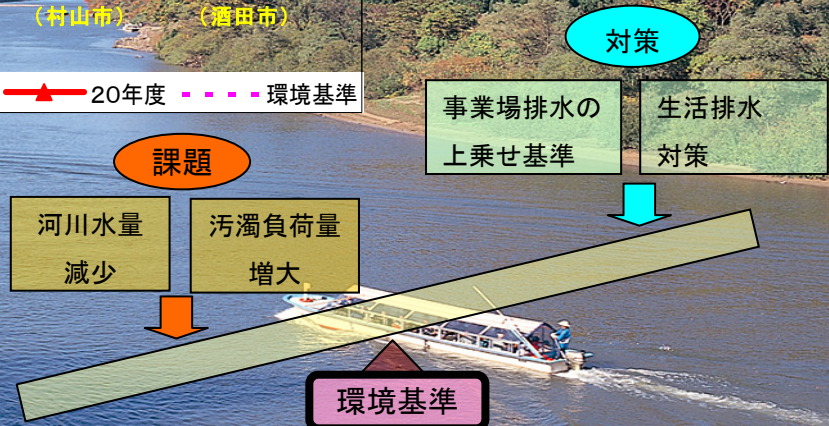 (村山市) (酒田市)
20年度 環境基準
対策
事業場排水の
上乗せ基準
生活排水
対策
課題
河川水量
減少
汚濁負荷量
増大
環境基準